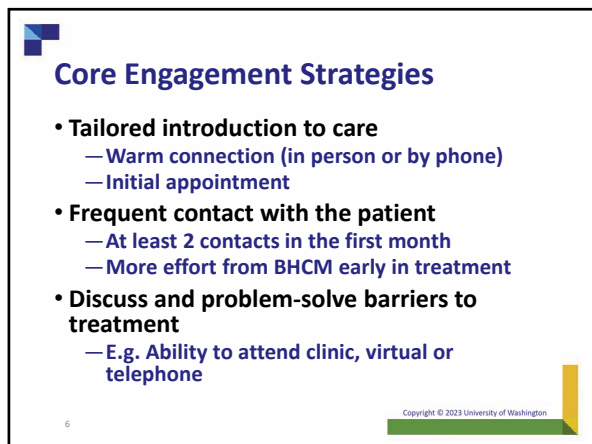 Core Engagement Strategies
• Tailored introduction to care
—Warm connection (in person or by phone)
—Initial appointment
• Frequent contact with the patient
—At least 2 contacts in the first month
—More effort from BHCM early in treatment
• Discuss and problem-solve barriers to
treatment
—E.g. Ability to attend clinic, virtual or
telephone
6
Copyright © 2023 University of Washington